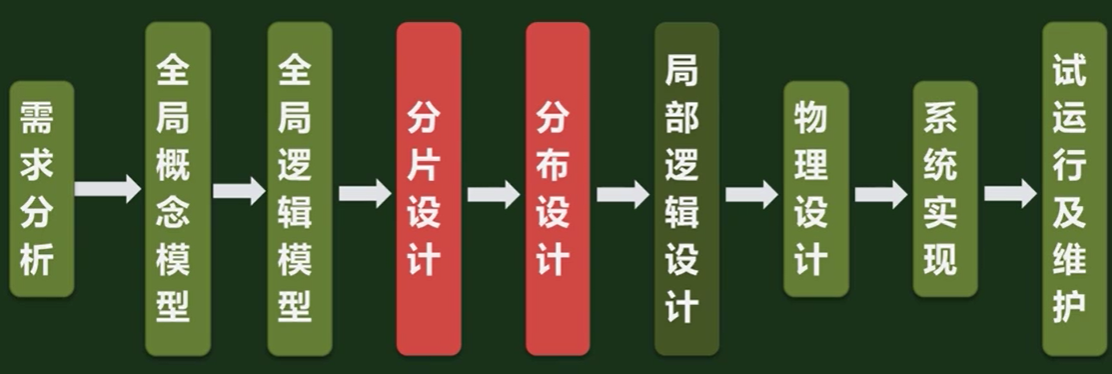 需求分析
全局概念模型
全局逻辑模型
分片设计
分布设计
局部逻辑设计
物理设计
系统实现
试运行及维护